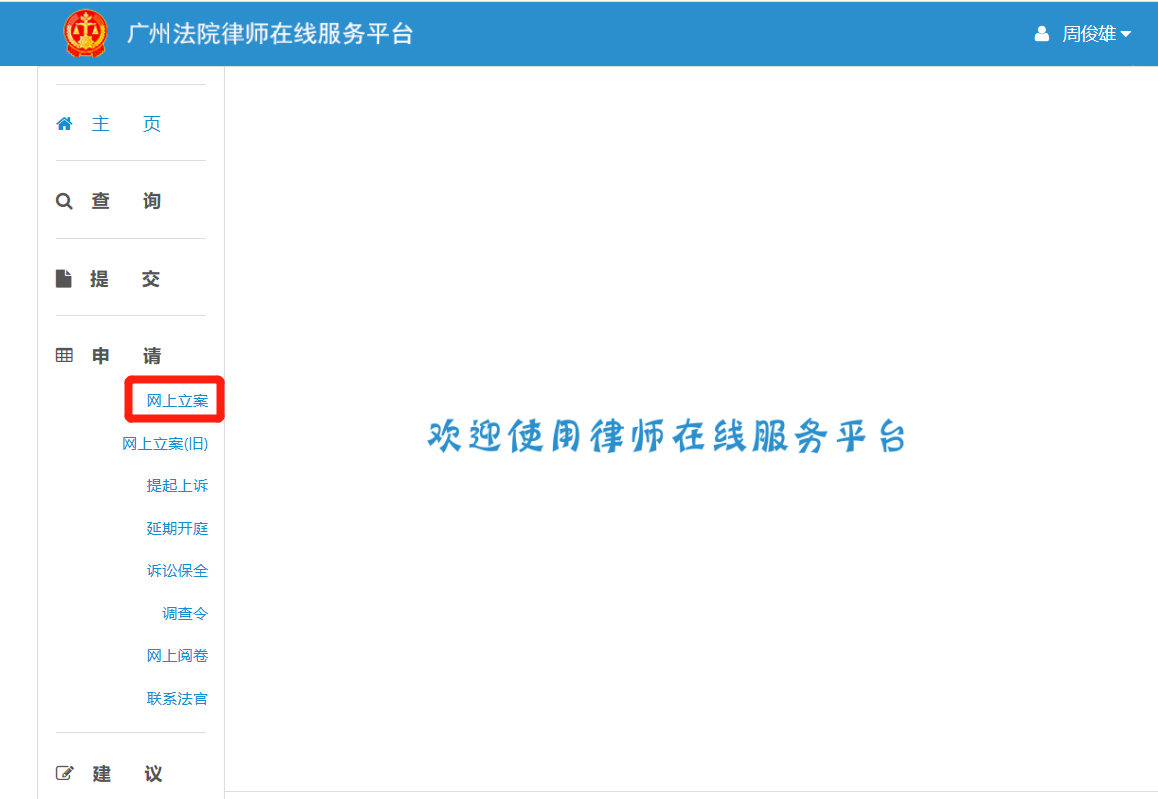 广州法院律师在线服务平台
周俊雄
主 页
查 询
提 交
申 请
网上立案
网上立案(旧)
提起上诉
延期开庭
诉讼保全
调查令
网上阅卷
联系法官
建 议
欢迎使用律师在线服务平台